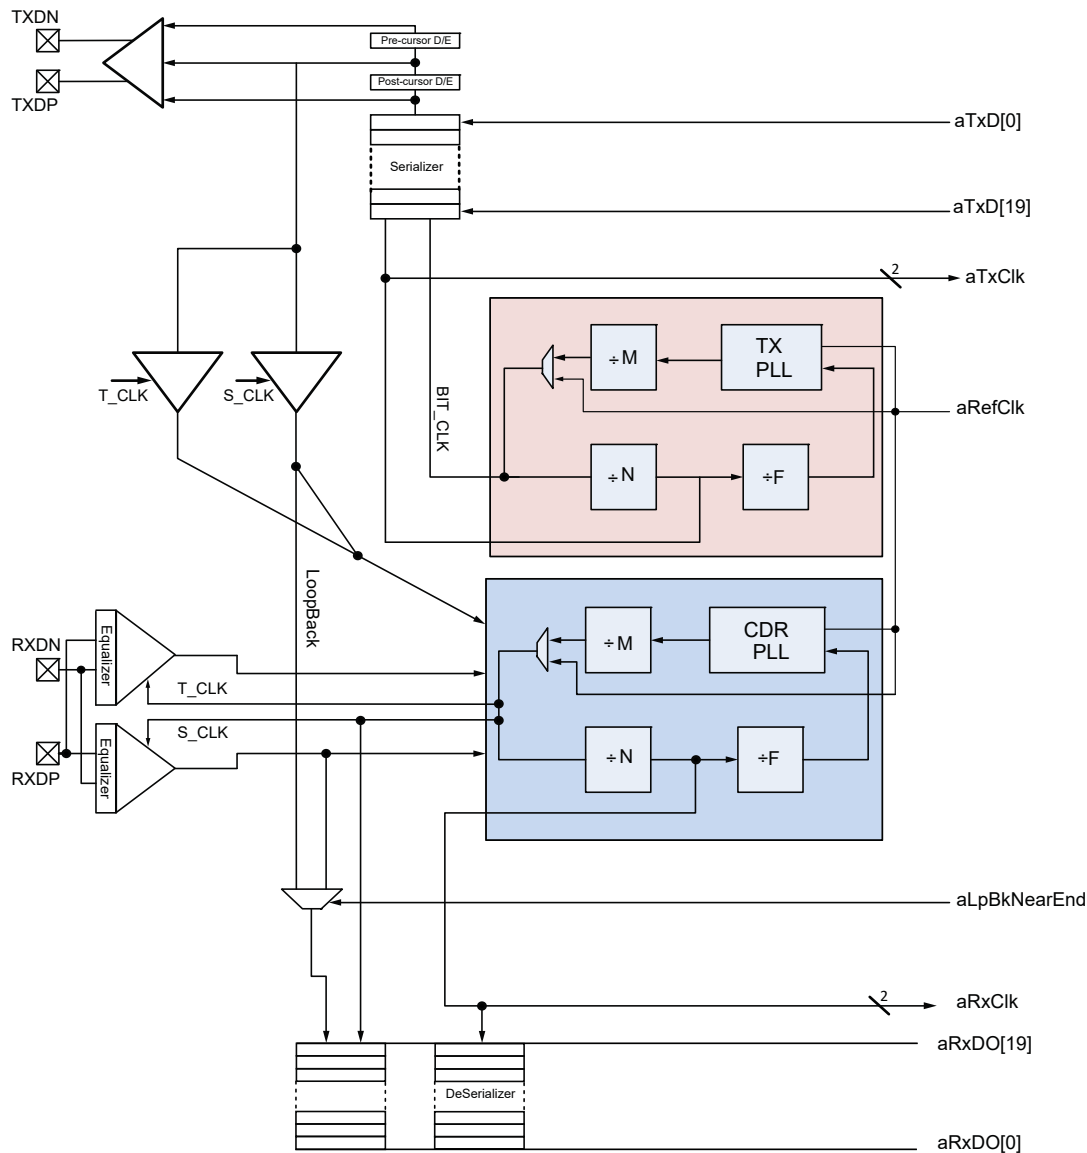 TXDN
TXDP
Pre-cursor D/E
Post-cursor D/E
Serializer
aTxD[0]
aTxD[19]
2
aTxClk
÷M
TX
PLL
T_CLK
S_CLK
BIT_CLK
aRefClk
÷N
÷F
LoopBack
RXDN
RXDP
Equalizer
Equalizer
T_CLK
S_CLK
÷M
CDR
PLL
÷N
÷F
aLpBkNearEnd
2
aRxClk
aRxDO[19]
DeSerializer
aRxDO[0]